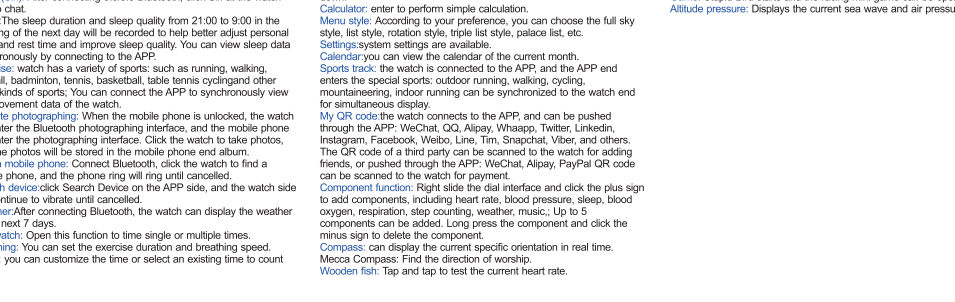 p chat.
:The sleep duration and sleep quality from 21:00 to 9:00 in the
ng of the next day will be recorded to help better adjust personal
and rest time and improve sleep quality. You can view sleep data
ronously by connecting to the APP.
ise: watch has a variety of sports: such as running, walking,
ll, badminton, tennis, basketball, table tennis cyclingand other
kinds of sports; You can connect the APP to synchronously view
ovement data of the watch.
te photographing: When the mobile phone is unlocked, the watch
nter the Bluetooth photographing interface, and the mobile phone
nter the photographing interface. Click the watch to take photos,
he photos will be stored in the mobile phone end album.
mobile phone: Connect Bluetooth, click the watch to find a
e phone, and the phone ring will ring until cancelled.
h device:click Search Device on the APP side, and the watch side
ntinue to vibrate until cancelled.
her:After connecting Bluetooth, the watch can display the weather
next 7 days.
watch: Open this function to time single or multiple times.
hing: You can set the exercise duration and breathing speed.
: you can customize the time or select an existing time to count
Calculator: enter to perform simple calculation.
Menu style: According to your preference, you can choose the full sky
style, list style, rotation style, triple list style, palace list, etc.
Settings:system settings are available.
Calendar:you can view the calendar of the current month.
Sports track: the watch is connected to the APP, and the APP end
enters the special sports: outdoor running, walking, cycling,
mountaineering, indoor running can be synchronized to the watch end
for simultaneous display.
My QR code:the watch connects to the APP, and can be pushed
through the APP: WeChat, QQ, Alipay, Whaapp, Twitter, Linkedin,
Instagram, Facebook, Weibo, Line, Tim, Snapchat, Viber, and others.
The QR code of a third party can be scanned to the watch for adding
friends, or pushed through the APP: WeChat, Alipay, PayPal QR code
can be scanned to the watch for payment.
Component function: Right slide the dial interface and click the plus sign
to add components, including heart rate, blood pressure, sleep, blood
oxygen, respiration, step counting, weather, music,; Up to 5
components can be added. Long press the component and click the
minus sign to delete the component.
Compass: can display the current specific orientation in real time.
Mecca Compass: Find the direction of worship.
Wooden fish: Tap and tap to test the current heart rate.
Altitude pressure: Displays the current sea wave and air pressu